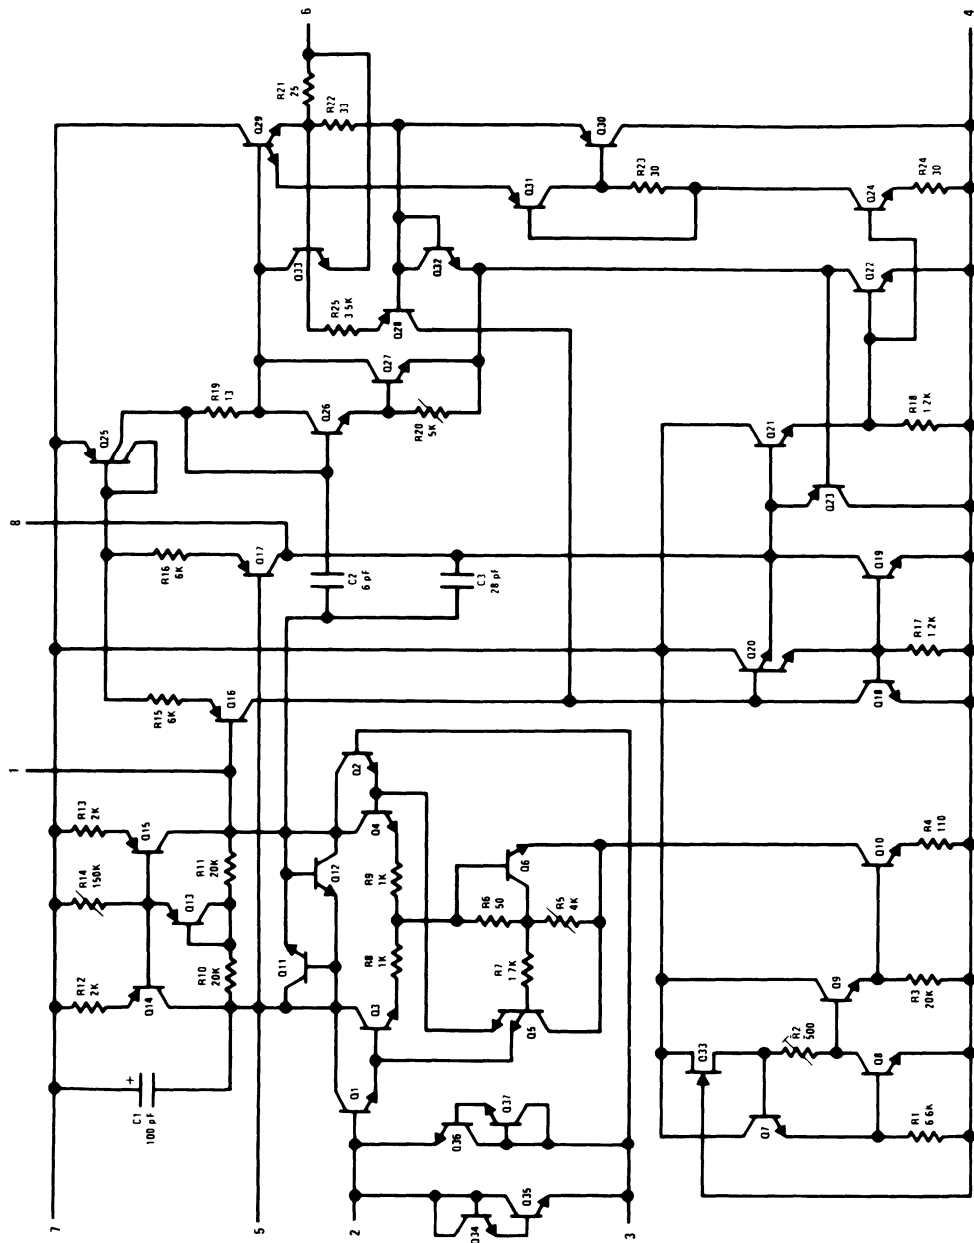 6
4
R21
25
R22
33
Q29
Q30
Q31
R23
30
Q24
R24
30
Q33
Q32
Q22
R25
3 5K
Q28
Q27
R19
13
Q26
R20
5K
Q25
Q21
R18
1 2K
Q23
8
R16
6K
Q17
C2
6 pF
C3
28 pF
Q19
R17
1 2K
Q20
Q18
R15
6K
Q16
1
Q2
R13
2K
Q15
Q4
R14
150K
R11
20K
Q12
R9
1K
Q6
Q10
R4
110
Q13
R6
50
R5
4K
R12
2K
Q14
R10
20K
Q11
R8
1K
R7
1 7K
Q3
Q5
Q9
R3
20K
R2
500
C1
100 pF
+
Q1
Q33
Q8
Q37
Q36
Q7
R1
6 6K
Q35
Q34
7
5
2
3